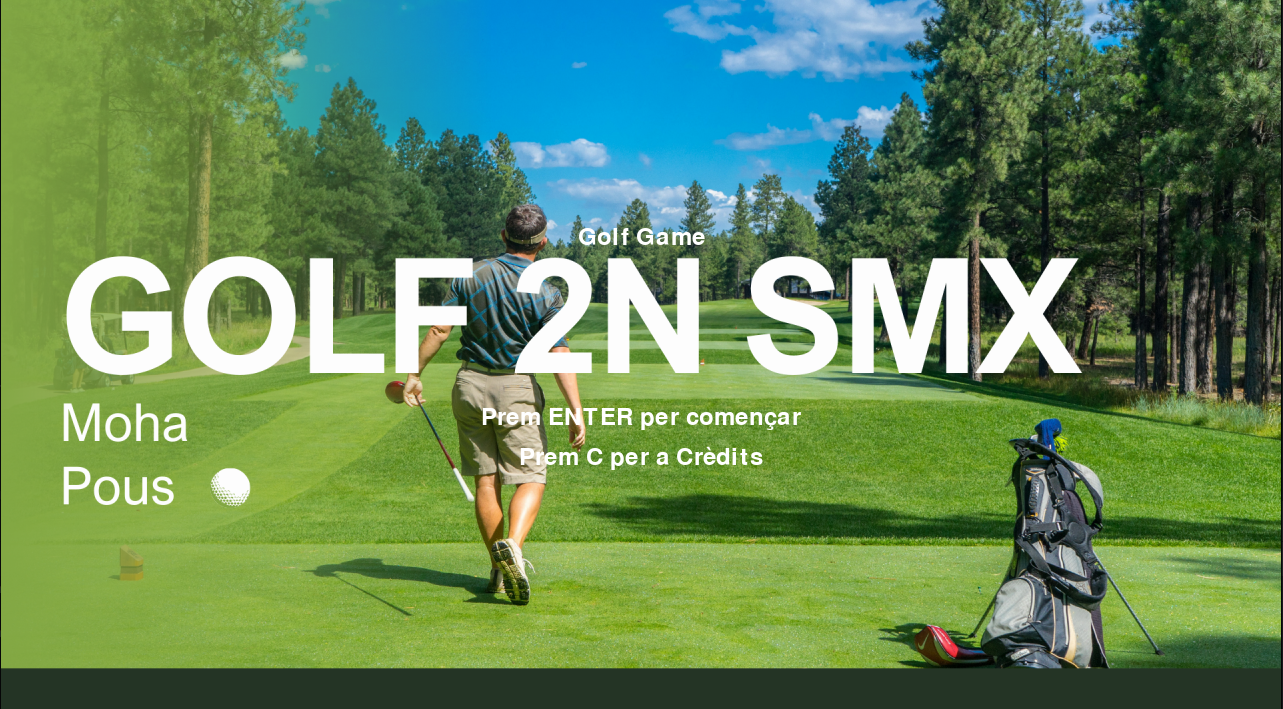 Golf Game
GOLF 2N SMX
Moha
Pous
Prem ENTER per començar
Prem C per a Crèdits